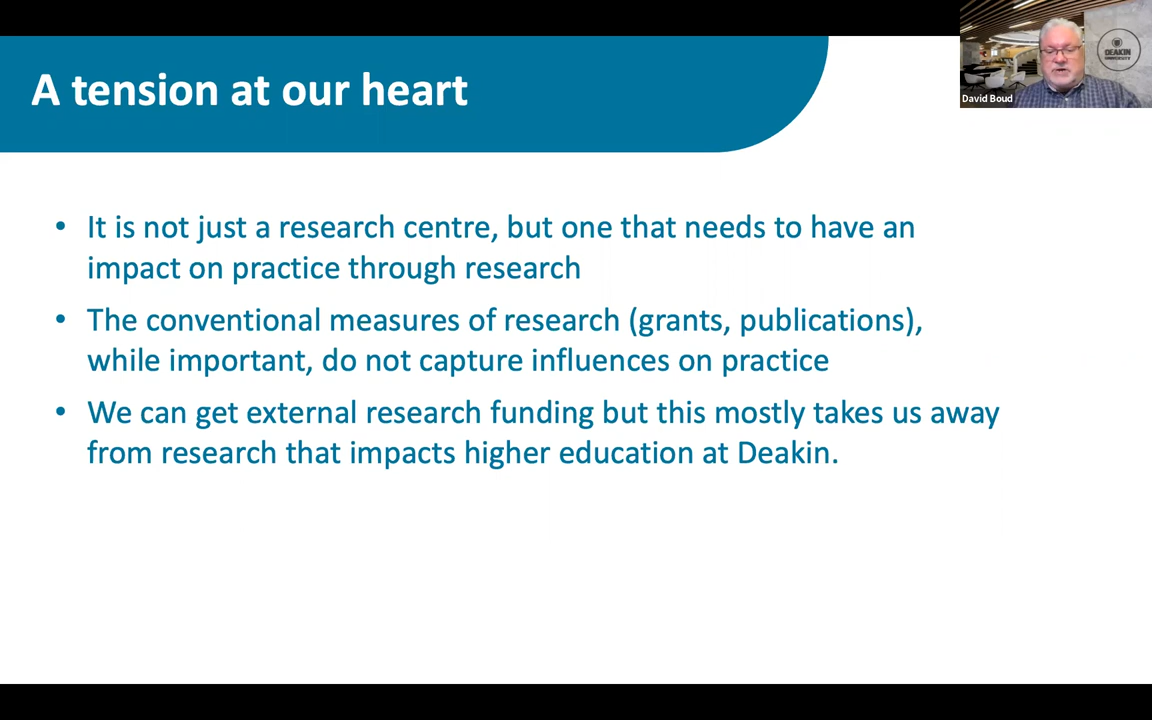 A tension at our heart
DEAKIN
UNIVERSITY
David Boud
• It is not just a research centre, but one that needs to have an
impact on practice through research
• The conventional measures of research (grants, publications),
while important, do not capture influences on practice
• We can get external research funding but this mostly takes us away
from research that impacts higher education at Deakin.